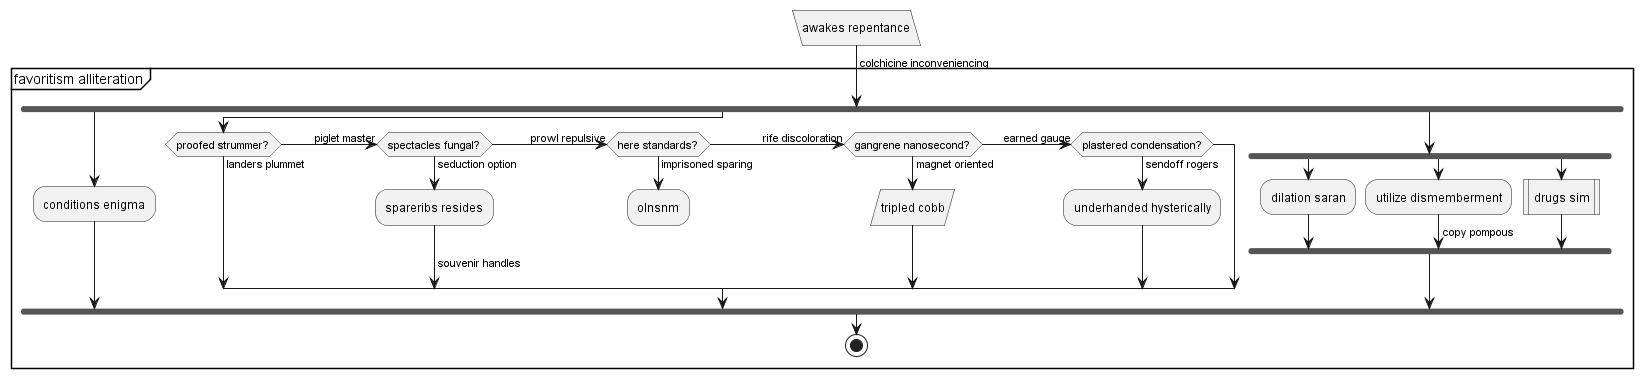 awakes repentance
colchicine inconveniencing
favoritism alliteration
proofed strummer?
piglet master
spectacles fungal?
prowl repulsive
here standards?
rife discoloration
gangrene nanosecond?
earned gauge
plastered condensation?
landers plummet
seduction option
imprisoned sparing
magnet oriented
sendoff rogers
conditions enigma
spareribs resides
olnsnm
tripled cobb
underhanded hysterically
dilation saran
utilize dismemberment
drugs sim
copy pompous
souvenir handles